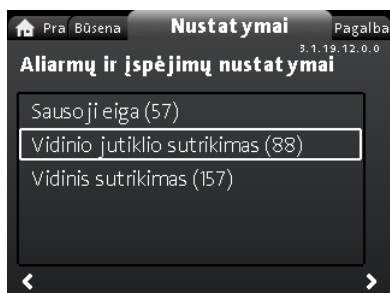 Pra Būsena Nustatymai Pagalba
3.1.19.12.0.0
Aliarmų ir įspėjimų nustatymai
Sausoji eiga (57)
Vidinio jutiklio sutrikimas (88)
Vidinis sutrikimas (157)